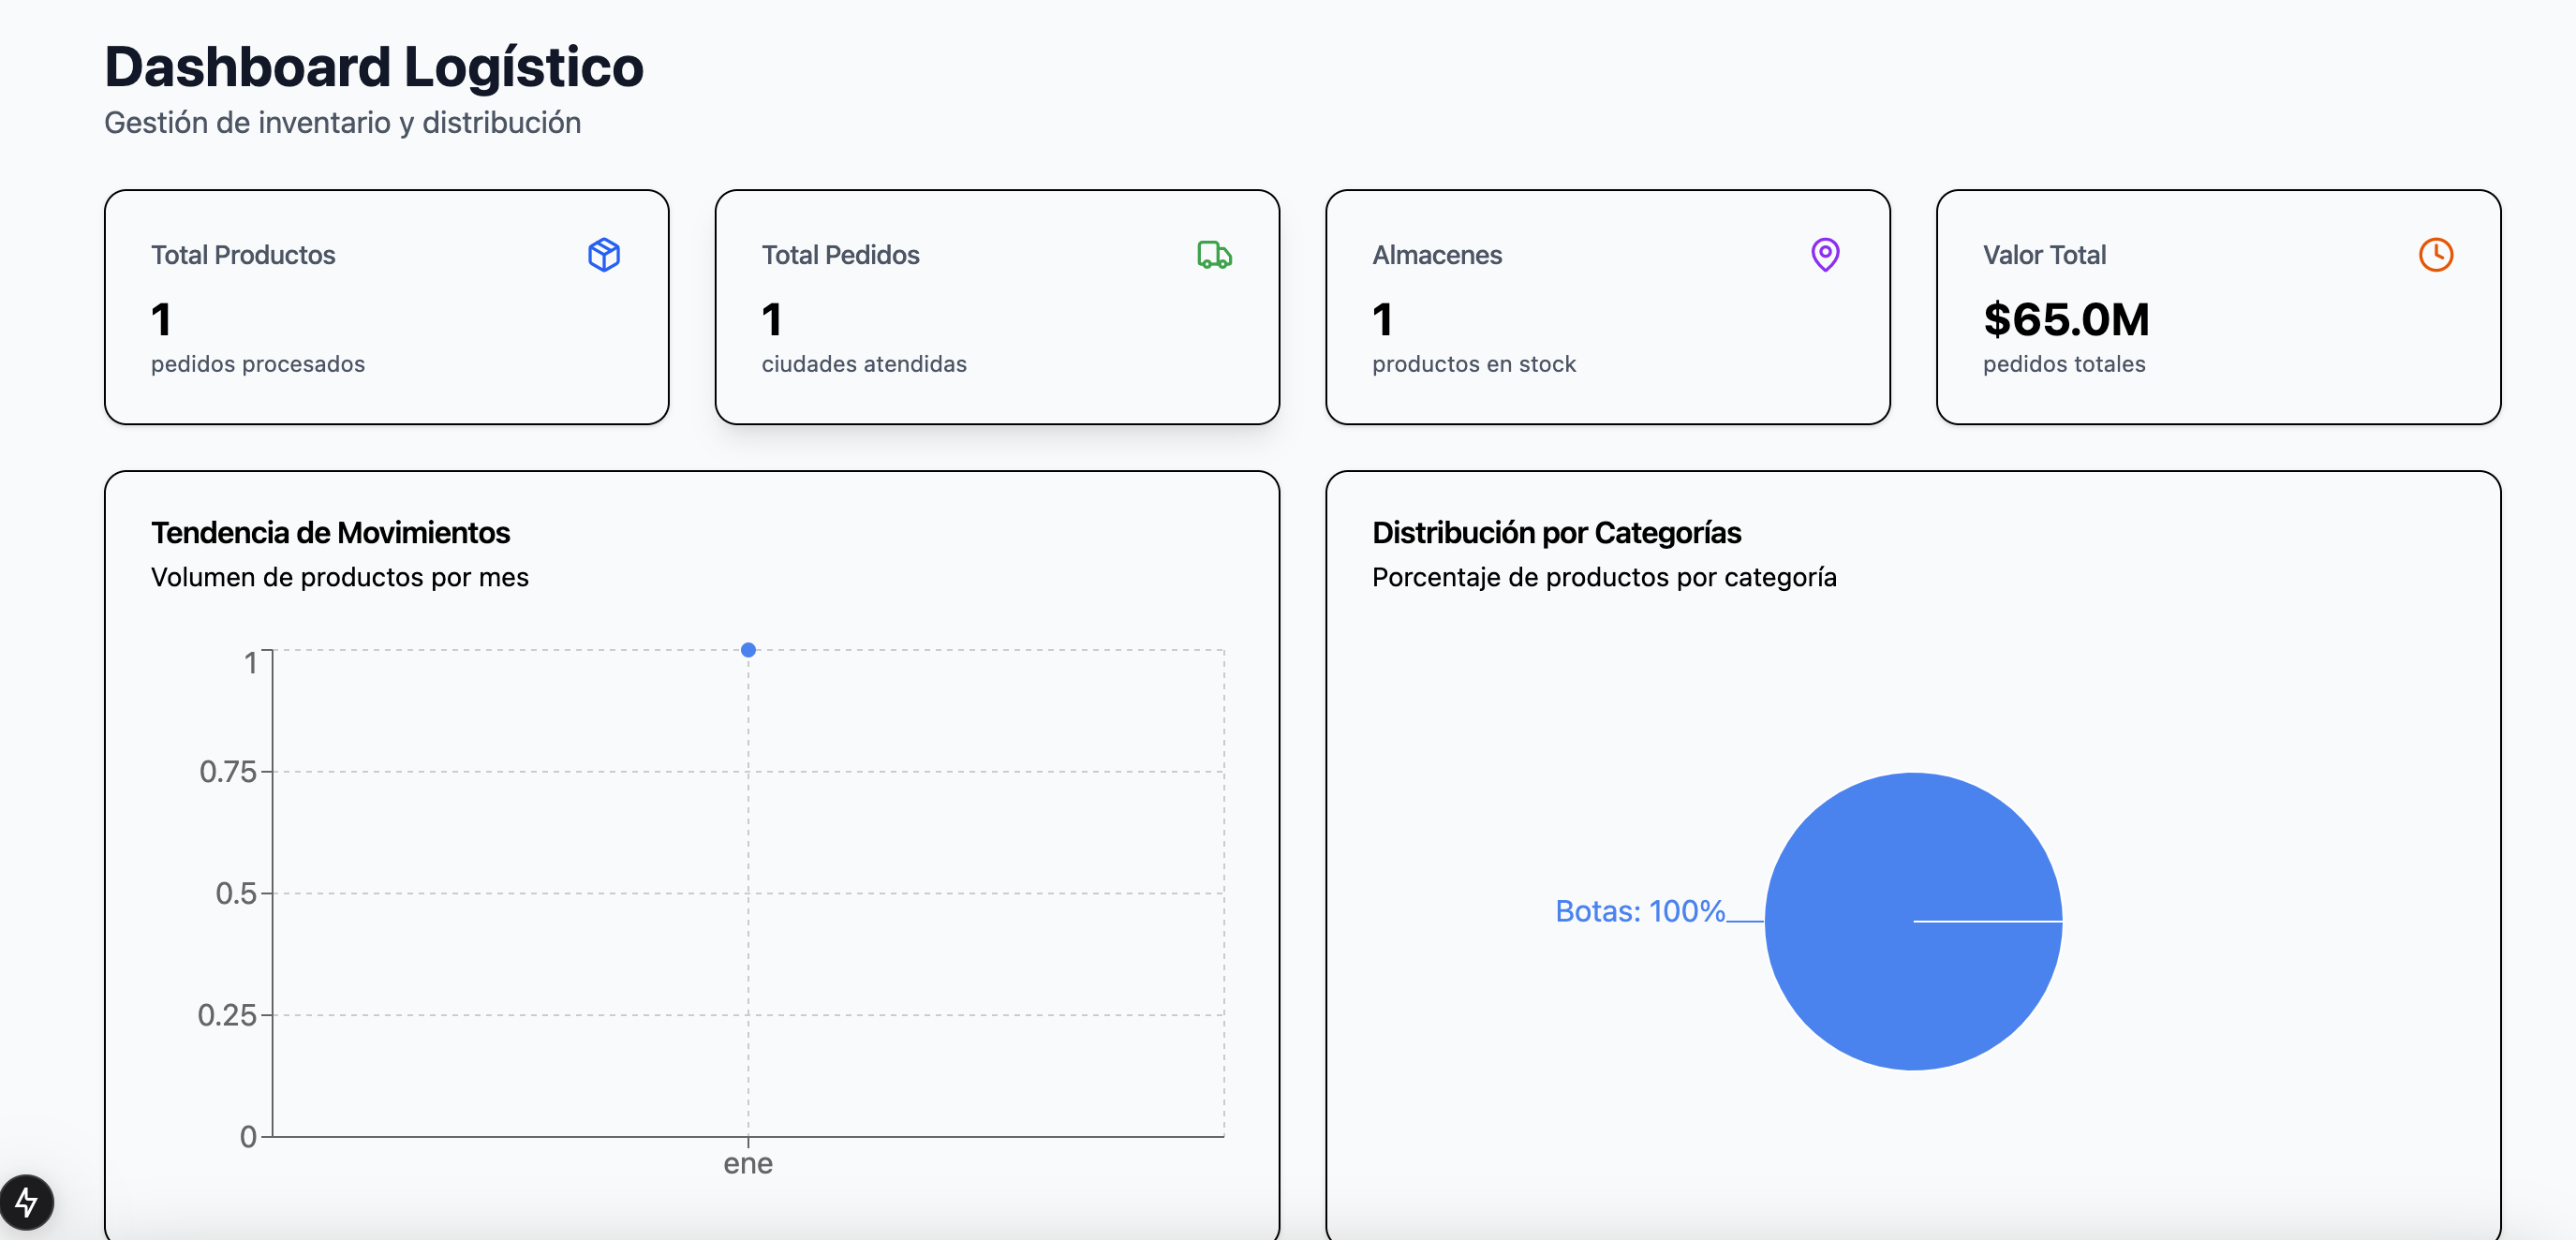 Dashboard Logístico
Gestión de inventario y distribución
Total Productos
1
pedidos procesados
Total Pedidos
1
ciudades atendidas
Almacenes
1
productos en stock
Valor Total
$65.0M
pedidos totales
Tendencia de Movimientos
Volumen de productos por mes
1
0.75
0.5
0.25
0
ene
Distribución por Categorías
Porcentaje de productos por categoría
Botas: 100%